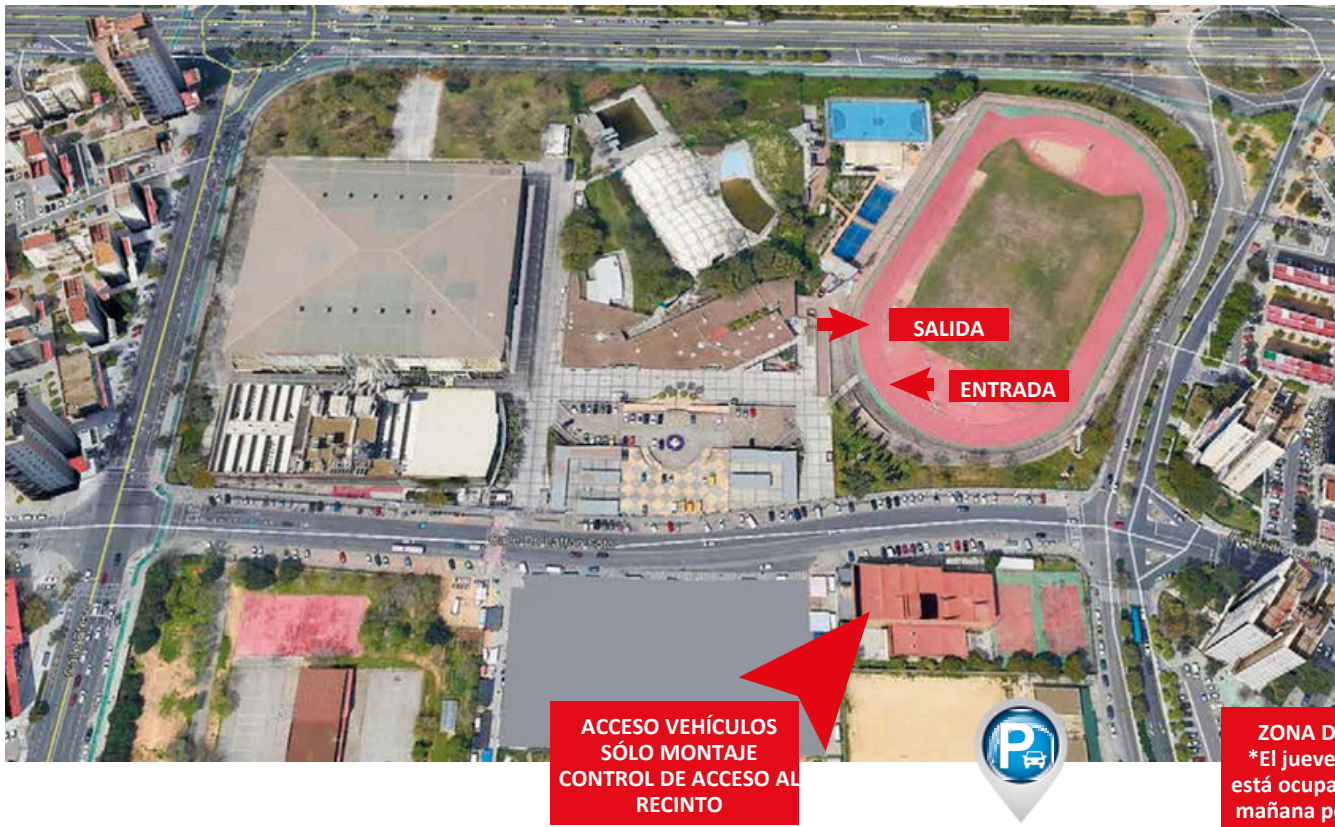 SALIDA
ENTRADA
ACCESO VEHÍCULOS
SÓLO MONTAJE
CONTROL DE ACCESO AL
RECINTO
P
ZONA D
*El jueve
está ocupa
mañana p